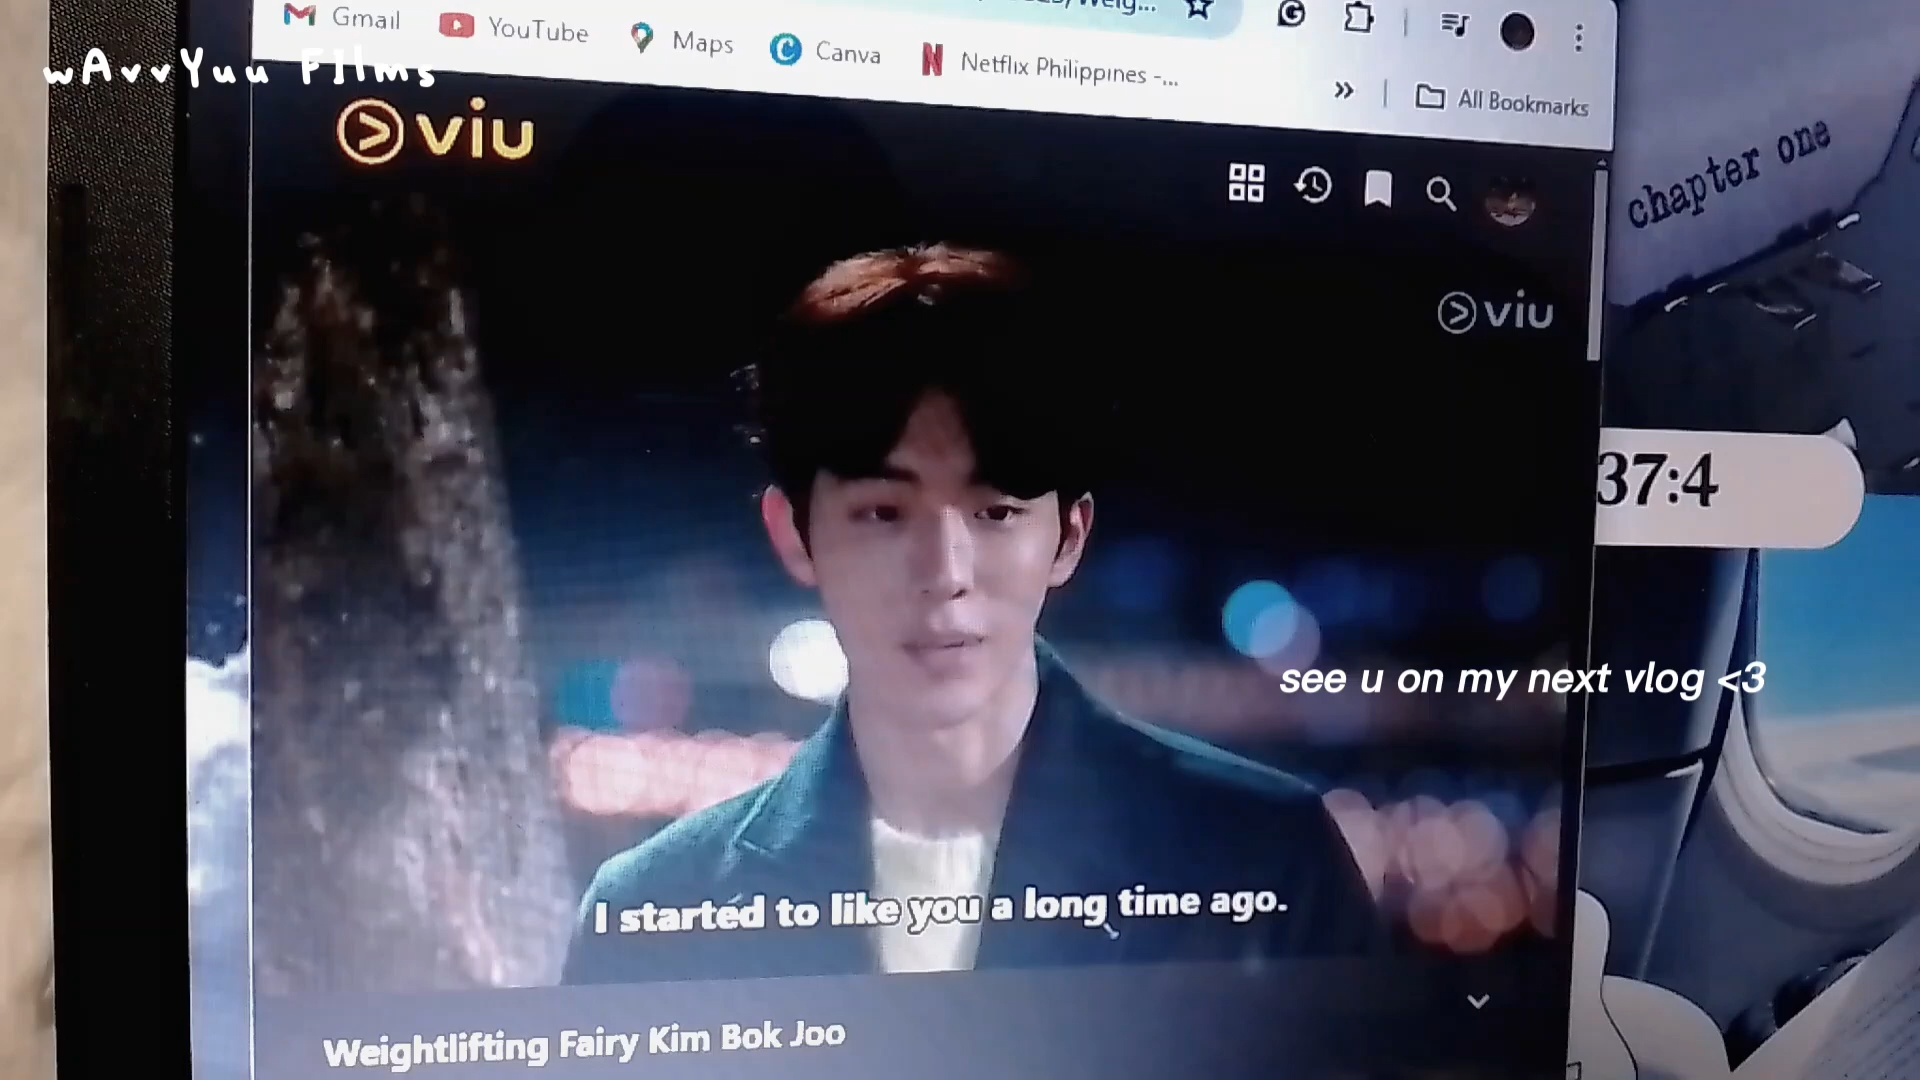 Gmail
YouTube
Maps
Canva
Netflix Philippines -...
All Bookmarks
wAvvYuu Films
viu
chapter one
viu
37:4
see u on my next vlog <3
I started to like you a long time ago.
Weightlifting Fairy Kim Bok Joo